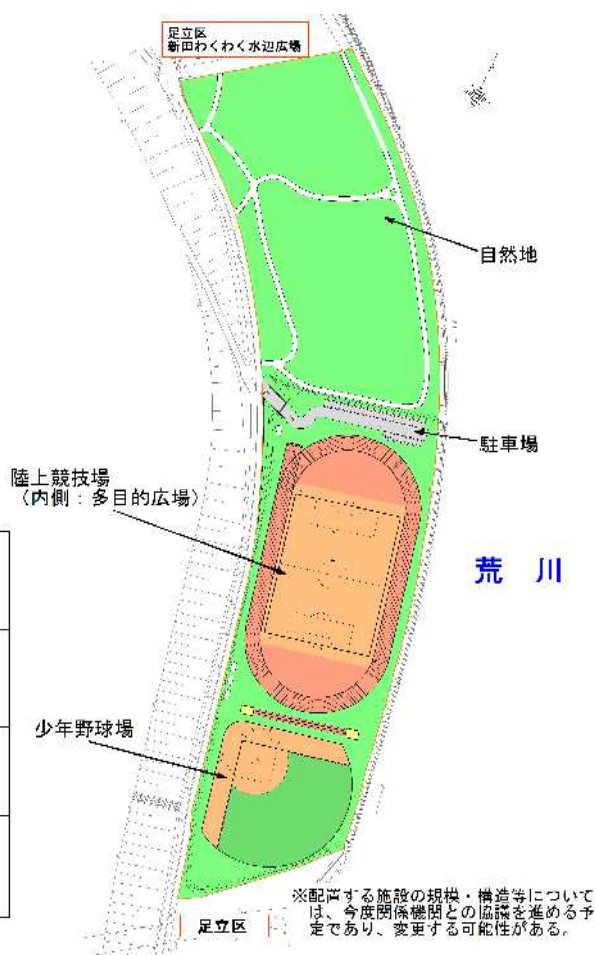 足立区
新田わくわく水辺広場
自然地
駐車場
陸上競技場
(内側:多目的広場)
荒川
少年野球場
※配置する施設の規模・構造等について
は、今度関係機関との協議を進める予
定であり、変更する可能性がある。
足立区